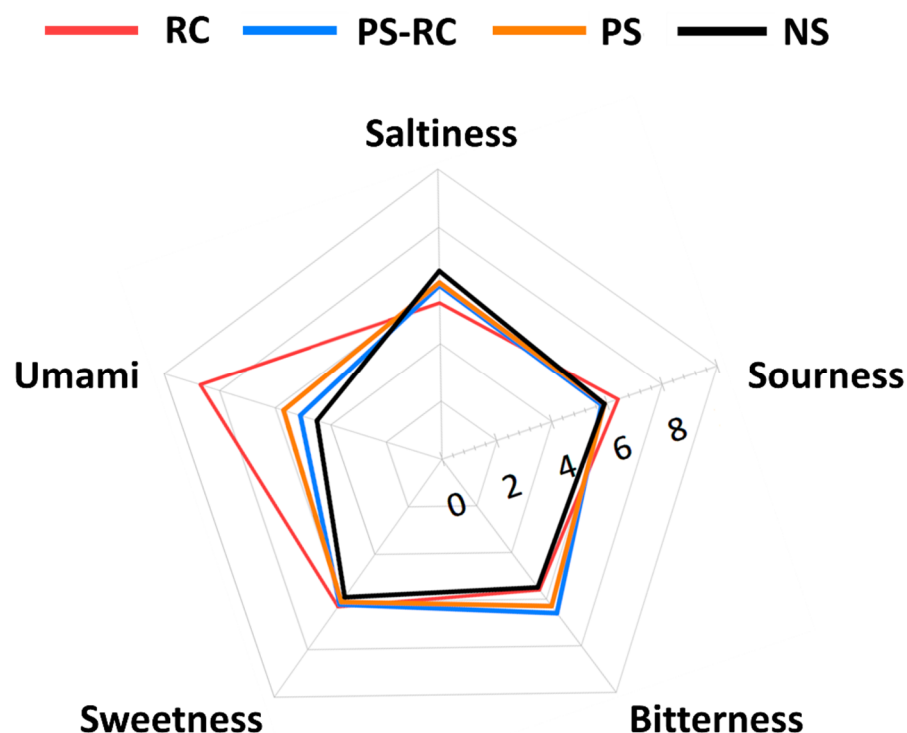 RC PS-RC PS NS
Saltiness
Umami
Sourness
0 2 4 6 8
Sweetness
Bitterness